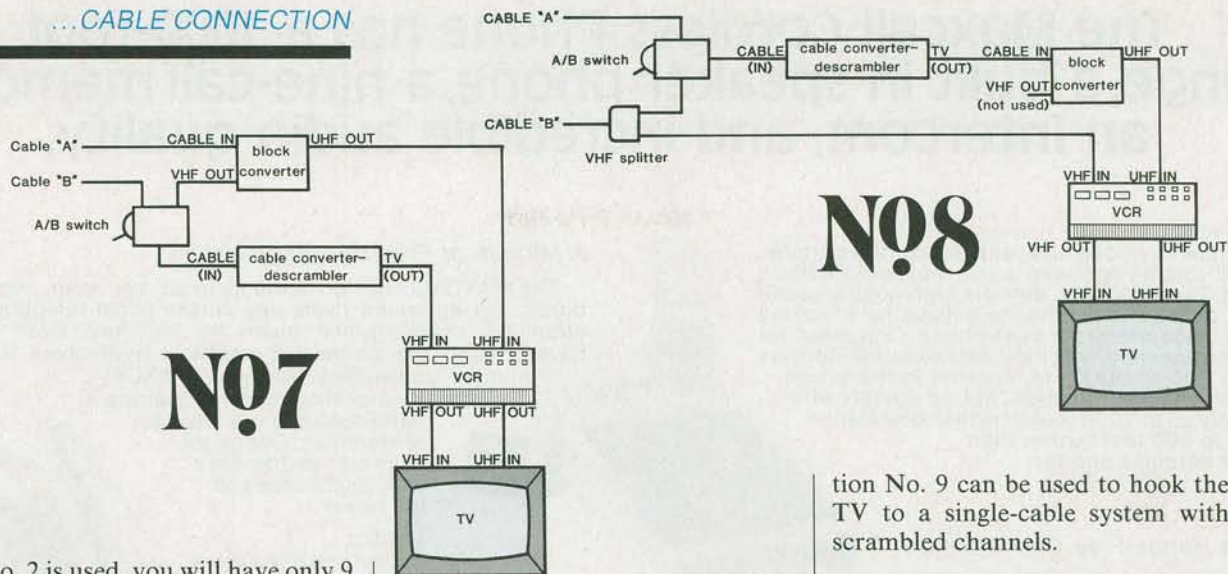 ....CABLE CONNECTION
Cable "A"
Cable "B"
A/B switch
CABLE IN
UHF OUT
block
converter
VHF OUT
CABLE
(IN)
cable converter–
descrambler
TV
(OUT)
VHF IN UHF IN
VCR
VHF OUT UHF OUT
VHF IN UHF IN
TV
No7
CABLE "A"
A/B switch
CABLE "B"
VHF splitter
CABLE
(IN)
cable converter–
descrambler
TV
(OUT)
CABLE IN
UHF OUT
block
converter
VHF OUT
(not used)
VHF IN UHF IN
VCR
VHF OUT UHF OUT
VHF IN UHF IN
TV
No8
o. 2 is used, you will have only 9
tion No. 9 can be used to hook the
TV to a single-cable system with
scrambled channels.